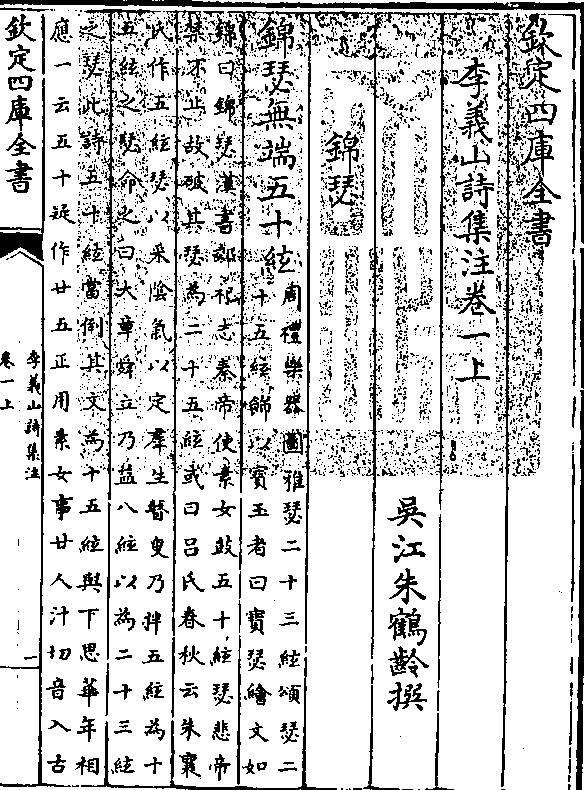 欽定四庫全書
李義山詩集注卷一上
吳江朱鶴齡撰
錦瑟
錦瑟無端五十絃
周禮樂器圖雅瑟二十三絃頌瑟二
十五絃飾以寶玉者曰寶瑟繪文如
錦曰錦瑟漢書郊祀志秦帝使素女鼓五十絃瑟悲帝
禁不止故破其瑟為二十五絃或曰呂氏春秋云朱襄
氏作五絃瑟以采陰氣以定羣生瞽叟乃拌五絃為十
五絃之瑟命之曰大章舜立乃益八絃以為二十三絃
之瑟此詩五十絃當倒其文為十五絃與下思華年相
應一云五十疑作廿五正用素女事廿人汁切音入古
欽定四庫全書
李義山詩集注
卷一上
一